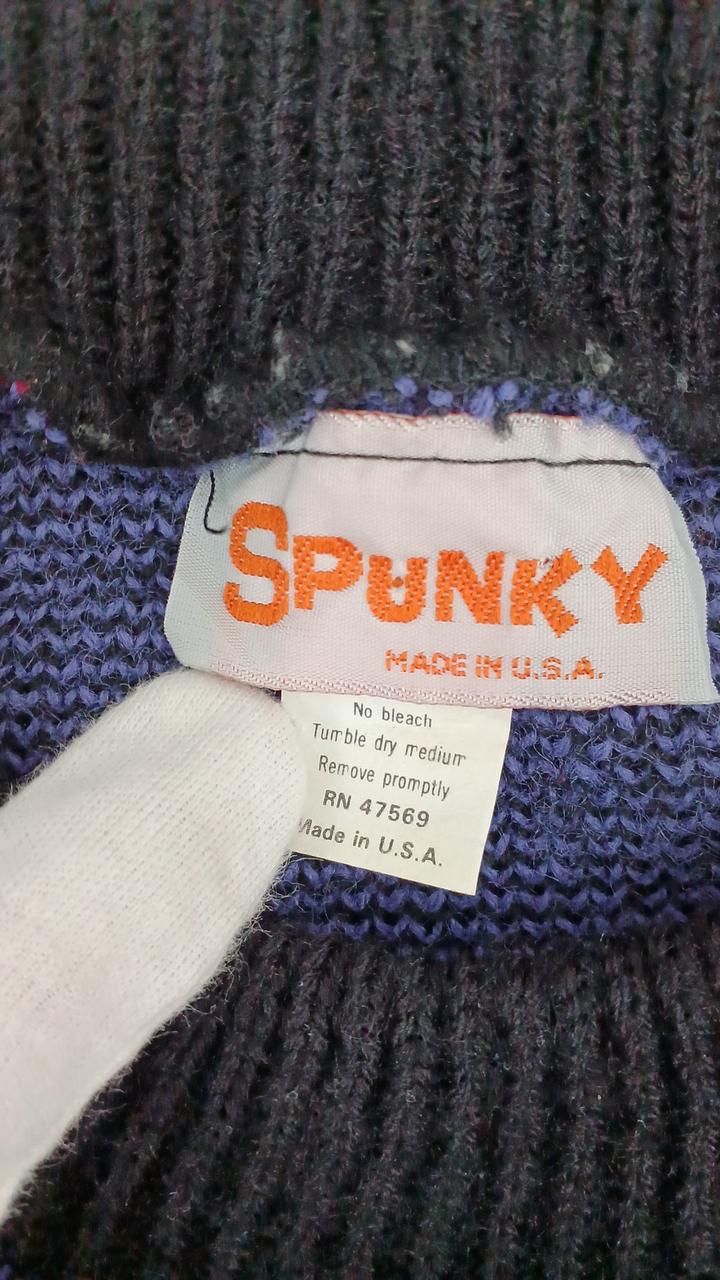 SPUNKY
MADE IN U.S.A.
No bleach
Tumble dry medium
Remove promptly
RN 47569
Made in U.S.A.